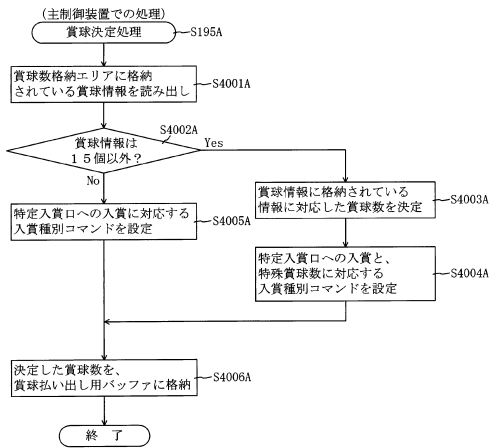 (主制御装置での処理)
賞球決定処理
S195A
賞球数格納エリアに格納
されている賞球情報を読み出し
S4001A
S4002A
賞球情報は
15個以外?
Yes
No
賞球情報に格納されている
情報に対応した賞球数を決定
S4003A
特定入賞口への入賞に対応する
入賞種別コマンドを設定
S4005A
特定入賞口への入賞と、
特殊賞球数に対応する
入賞種別コマンドを設定
S4004A
決定した賞球数を、
賞球払い出し用バッファに格納
S4006A
終 了